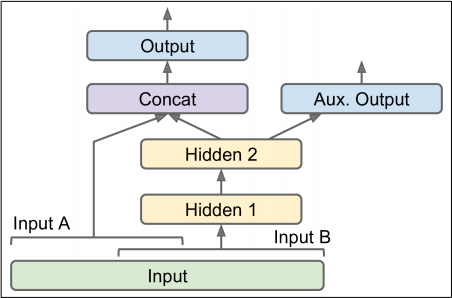 Output
Concat
Aux. Output
Hidden 2
Hidden 1
Input A
Input B
Input